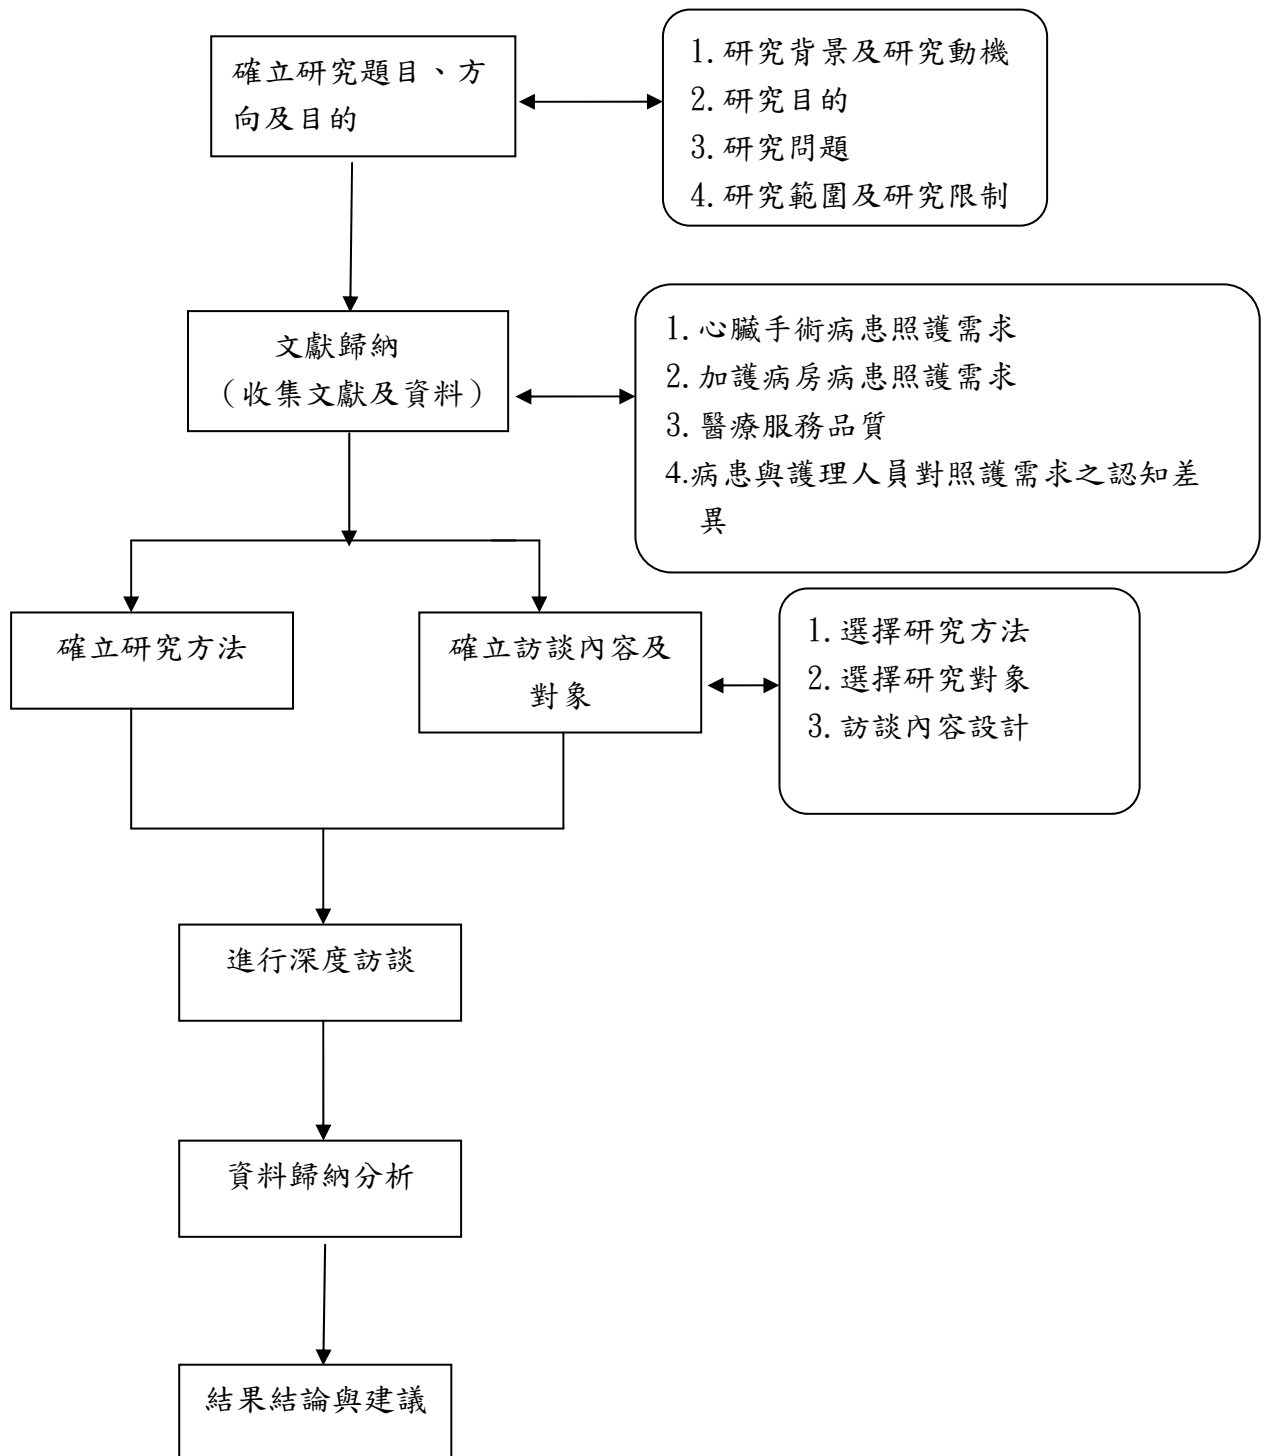 確立研究題目、方
向及目的
1.研究背景及研究動機
2.研究目的
3.研究問題
4.研究範圍及研究限制
文獻歸納
（收集文獻及資料）
1.心臟手術病患照護需求
2.加護病房病患照護需求
3.醫療服務品質
4.病患與護理人員對照護需求之認知差
異
確立研究方法
確立訪談內容及
對象
1.選擇研究方法
2.選擇研究對象
3.訪談內容設計
進行深度訪談
資料歸納分析
結果結論與建議